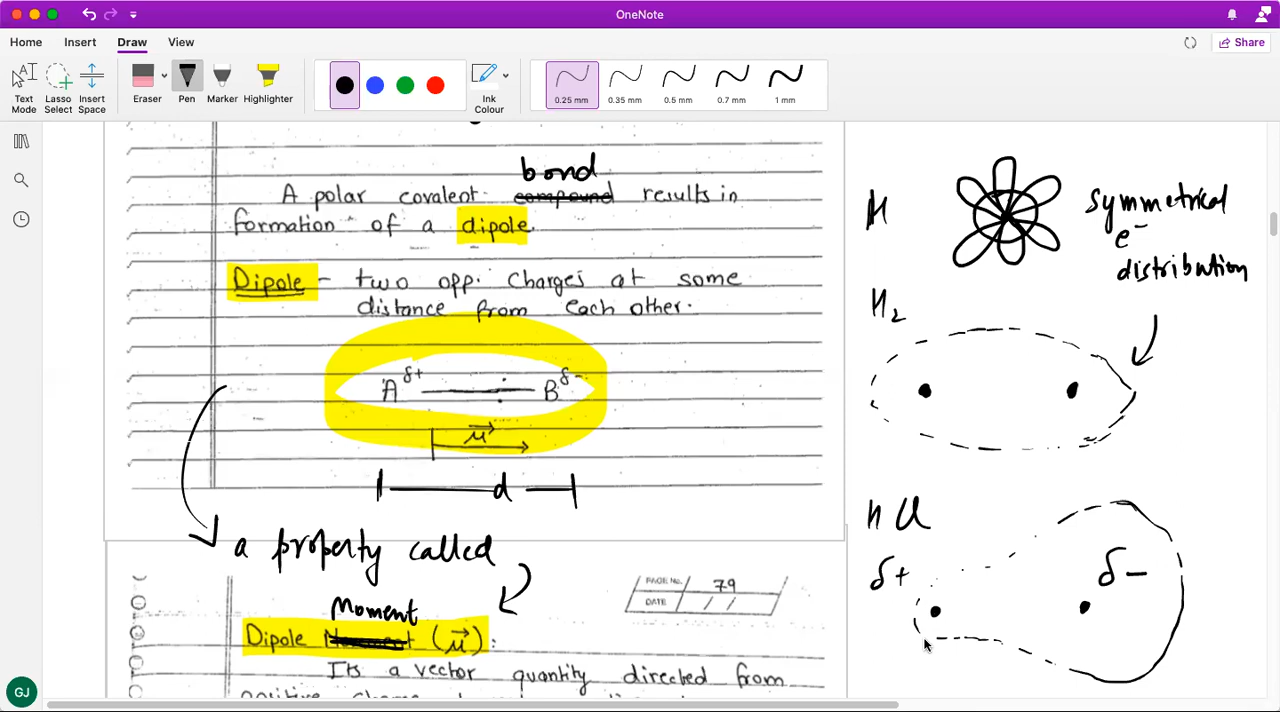 OneNote
Home Insert Draw View
Share
Text Mode
Lasso Select
Insert Space
Eraser
Pen
Marker
Highlighter
Ink Colour
0.25 mm
0.35 mm
0.5 mm
0.7 mm
1 mm
bond
A polar covalent compound results in
formation of a dipole
Dipole - two opp. charges at some
distance from each other.
A δ+ B δ-
μ
d
a property called
PAGE No. 79
DATE / /
Moment
Dipole (μ) :
Its a vector quantity directed from
H
symmetrical
e-
distribution
H2
HCl
δ+
δ-
GJ